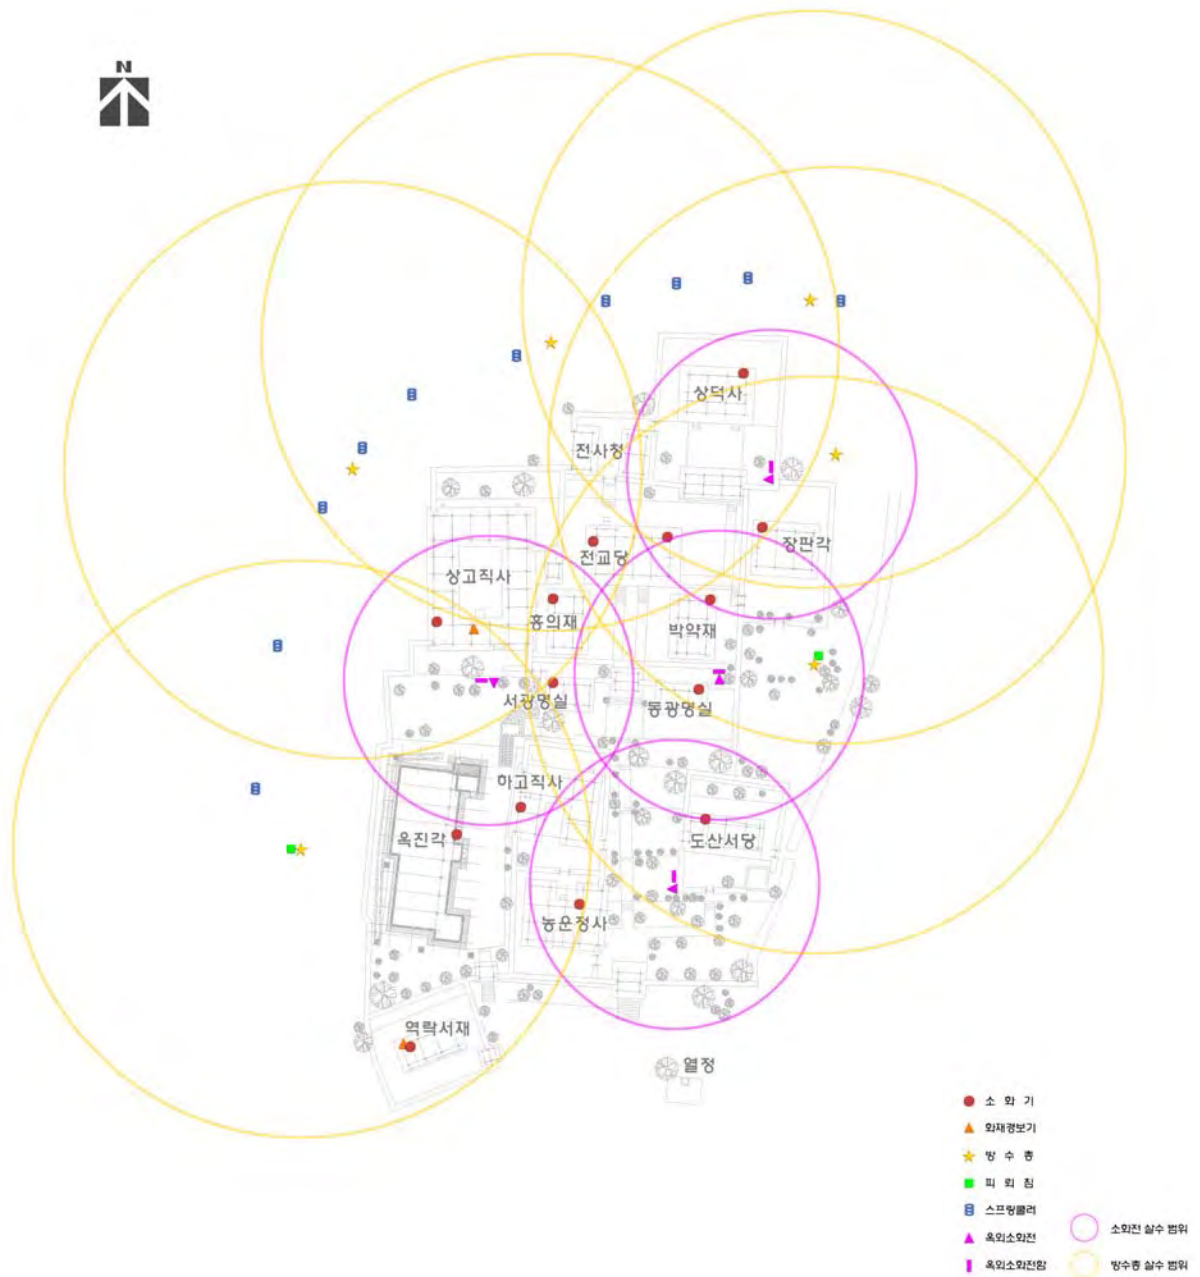 N
상덕사
전사청
장판각
전교당
상고직사
홍의재
박약재
서광명실
동광명실
하고직사
옥진각
도산서당
농운정사
역락서재
열정
소 화 기
화재경보기
방 수 총
피 뢰 침
스프링쿨러
옥외소화전
소화전 살수 범위
옥외소화전함
방수총 살수 범위